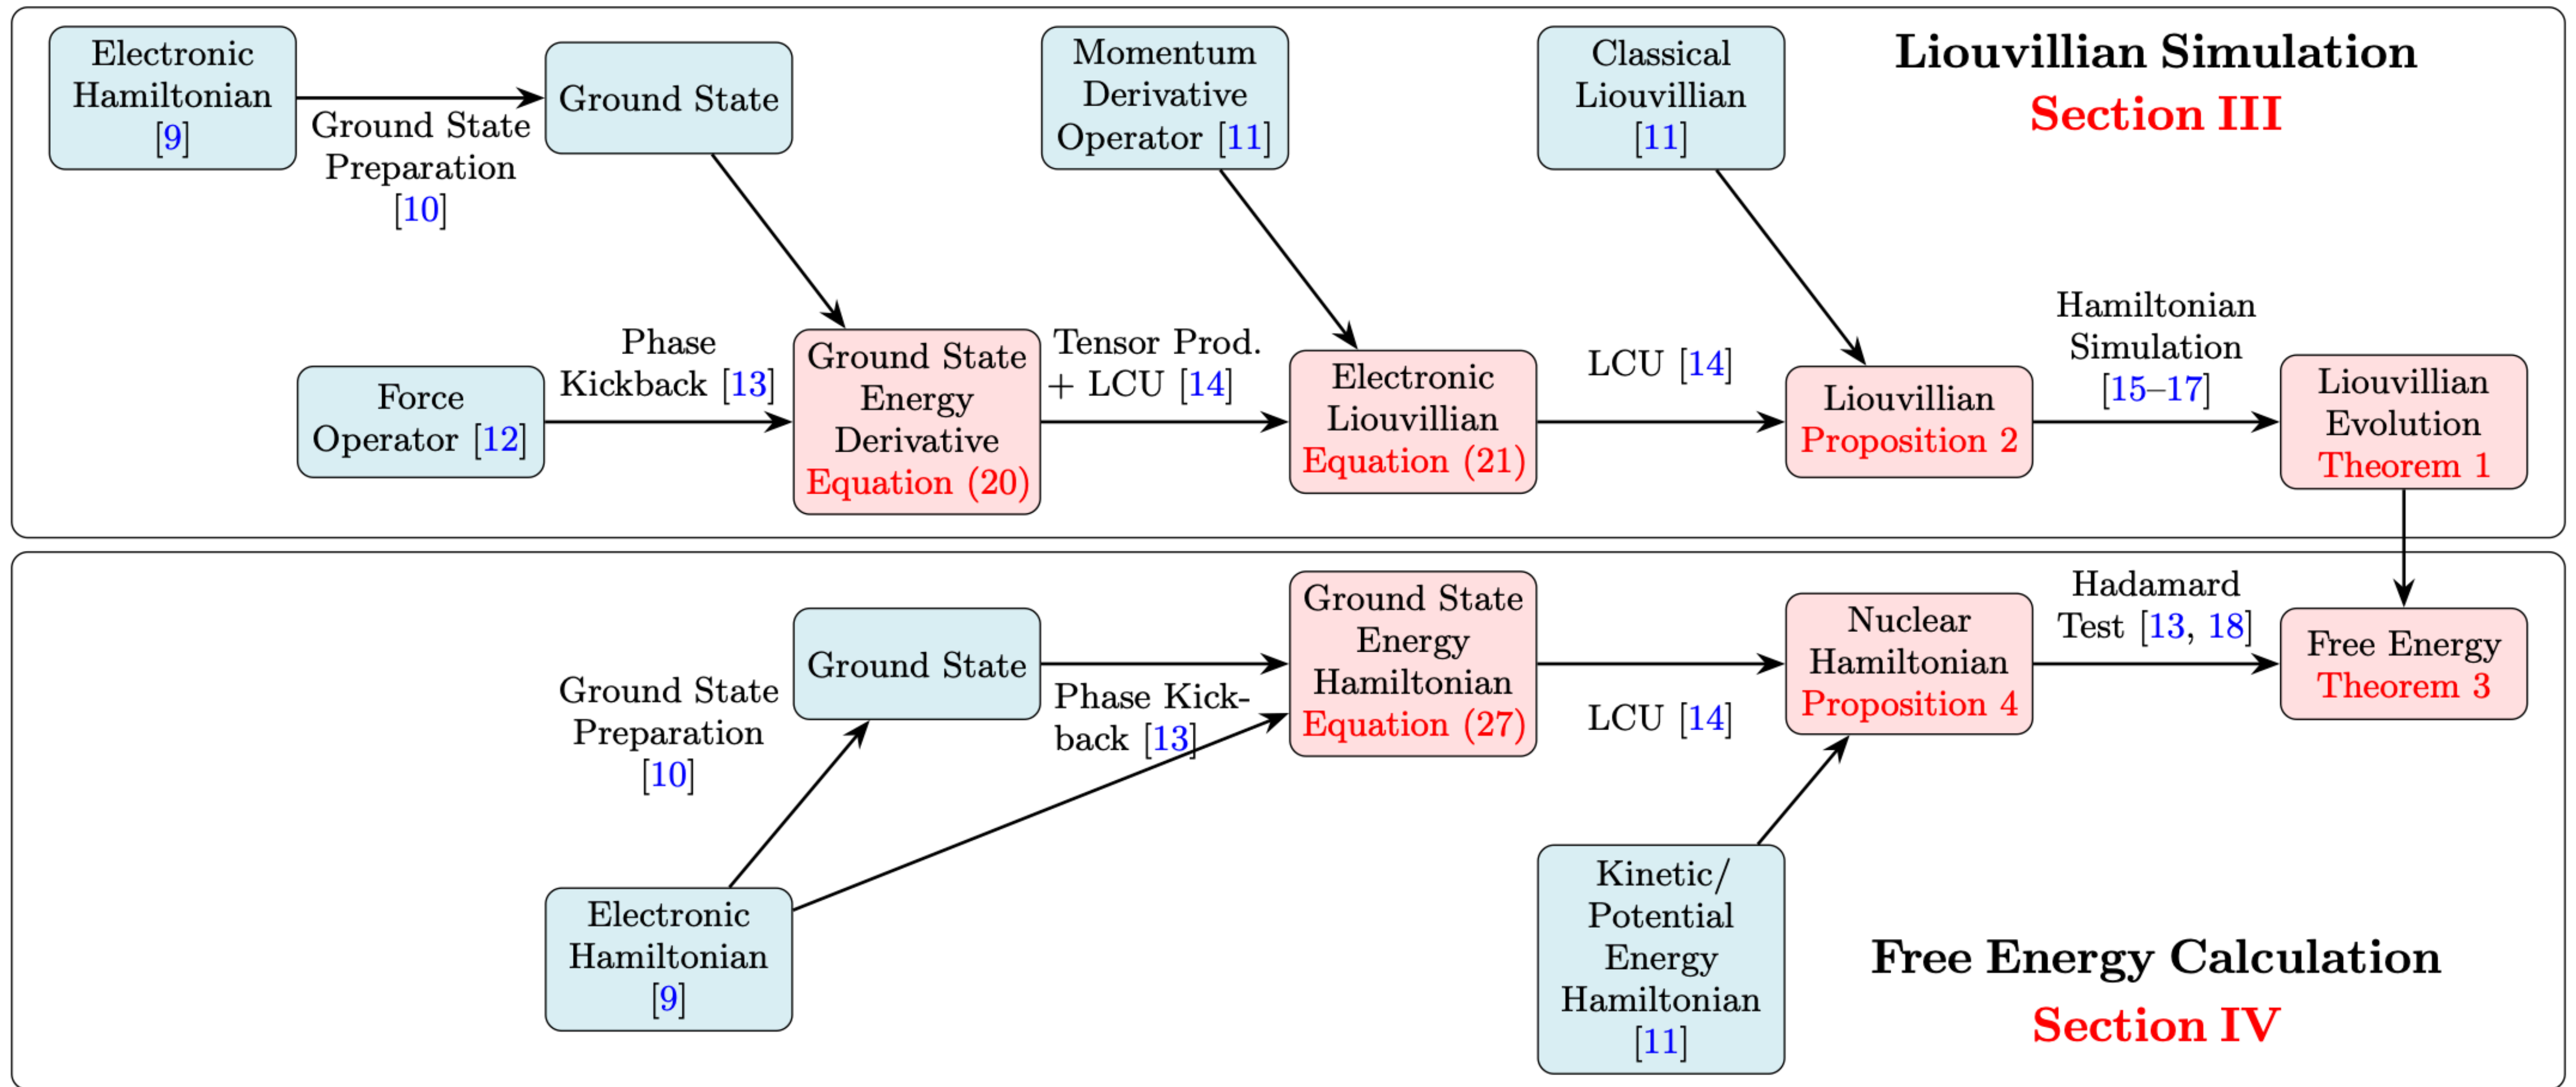 Electronic
Hamiltonian
[9]
Ground State
Preparation
[10]
Ground State
Momentum
Derivative
Operator [11]
Classical
Liouvillian
[11]
Liouvillian Simulation
Section III
Force
Operator [12]
Phase
Kickback [13]
Ground State
Energy
Derivative
Equation (20)
Tensor Prod.
+ LCU [14]
Electronic
Liouvillian
Equation (21)
LCU [14]
Liouvillian
Proposition 2
Hamiltonian
Simulation
[15–17]
Liouvillian
Evolution
Theorem 1
Ground State
Preparation
[10]
Ground State
Phase Kick-
back [13]
Ground State
Energy
Hamiltonian
Equation (27)
LCU [14]
Nuclear
Hamiltonian
Proposition 4
Hadamard
Test [13, 18]
Free Energy
Theorem 3
Electronic
Hamiltonian
[9]
Kinetic/
Potential
Energy
Hamiltonian
[11]
Free Energy Calculation
Section IV